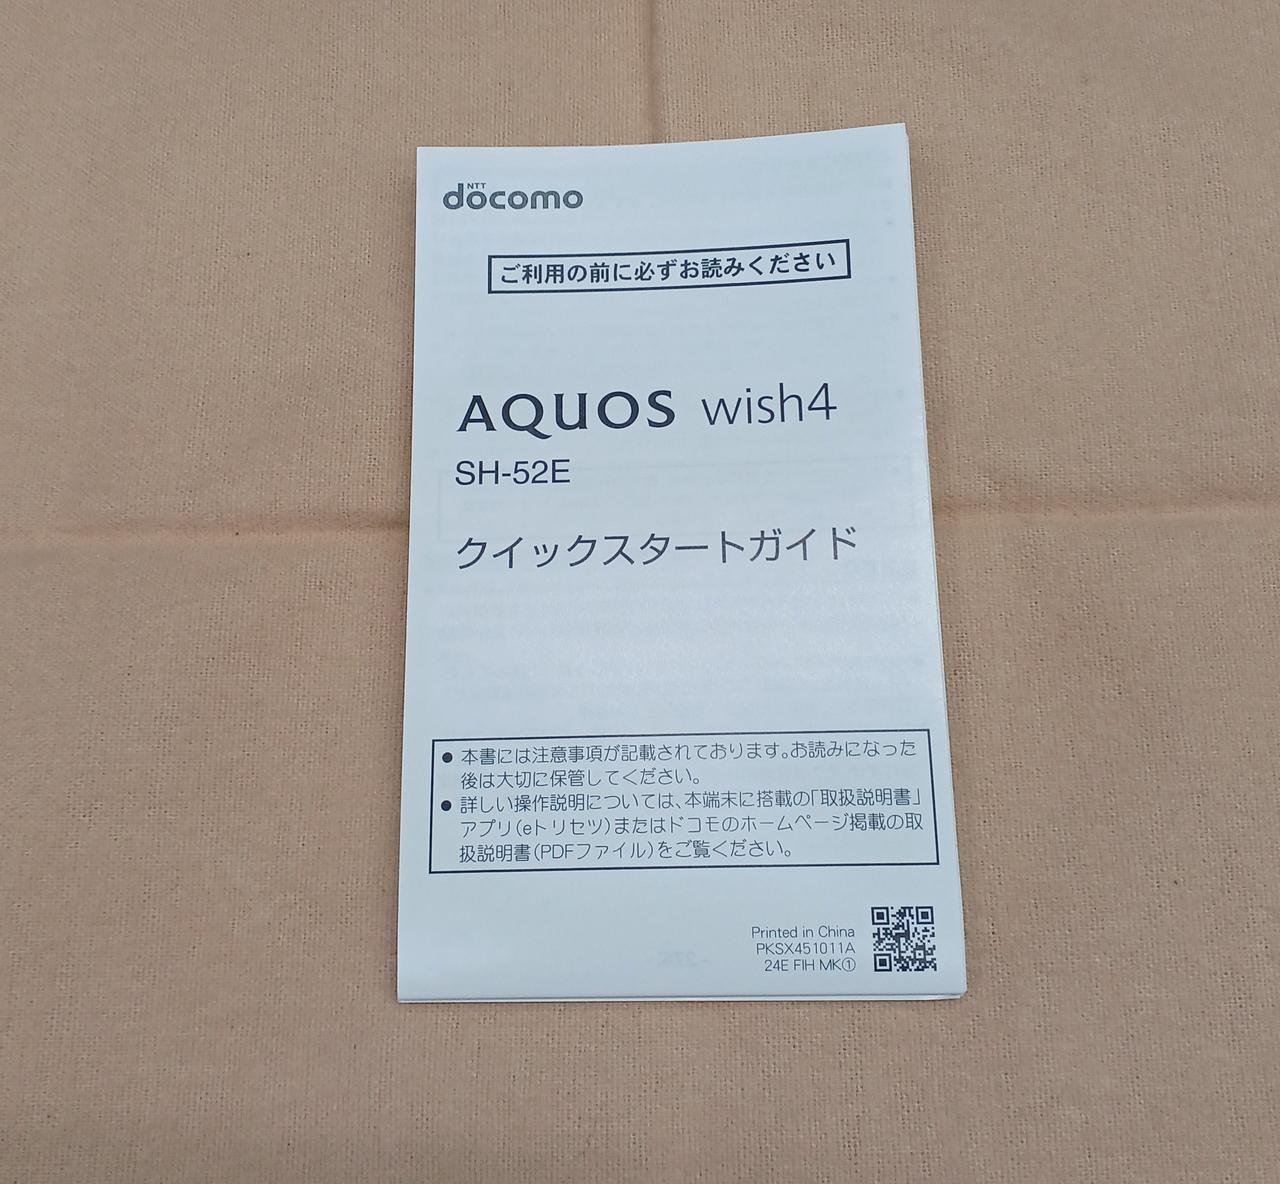 NTT
döcomo
ご利用の前に必ずお読みください
AQUOS wish4
SH-52E
クイックスタートガイド
● 本書には注意事項が記載されております。お読みになった
後は大切に保管してください。
● 詳しい操作説明については、本端末に搭載の「取扱説明書」
アプリ(eトリセツ)またはドコモのホームページ掲載の取
扱説明書(PDFファイル)をご覧ください。
Printed in China
PKSX451011A
24E FIH MK①